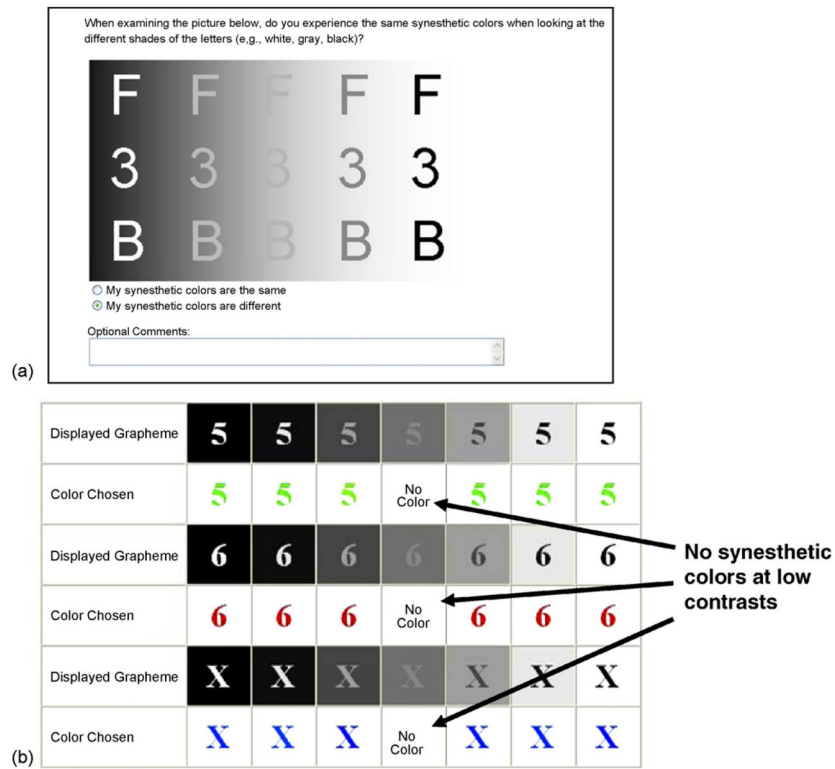 When examining the picture below, do you experience the same synesthetic colors when looking at the
different shades of the letters (e,g., white, gray, black)?
F F F F F
3 3 3 3 3
B B B B B
My synesthetic colors are the same
My synesthetic colors are different
Optional Comments:
(a)
Displayed Grapheme 5 5 5 5 5 5 5
Color Chosen 5 5 5 No Color 5 5 5
Displayed Grapheme 6 6 6 6 6 6 6
Color Chosen 6 6 6 No Color 6 6 6
Displayed Grapheme X X X X X X X
Color Chosen X X X No Color X X X
(b)
No synesthetic
colors at low
contrasts